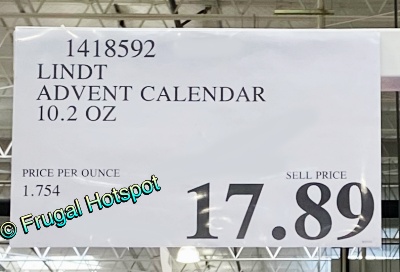 1418592
LINDT
ADVENT CALENDAR
10.2 OZ
PRICE PER OUNCE
1.754
SELL PRICE
17.89
© Frugal Hotspot